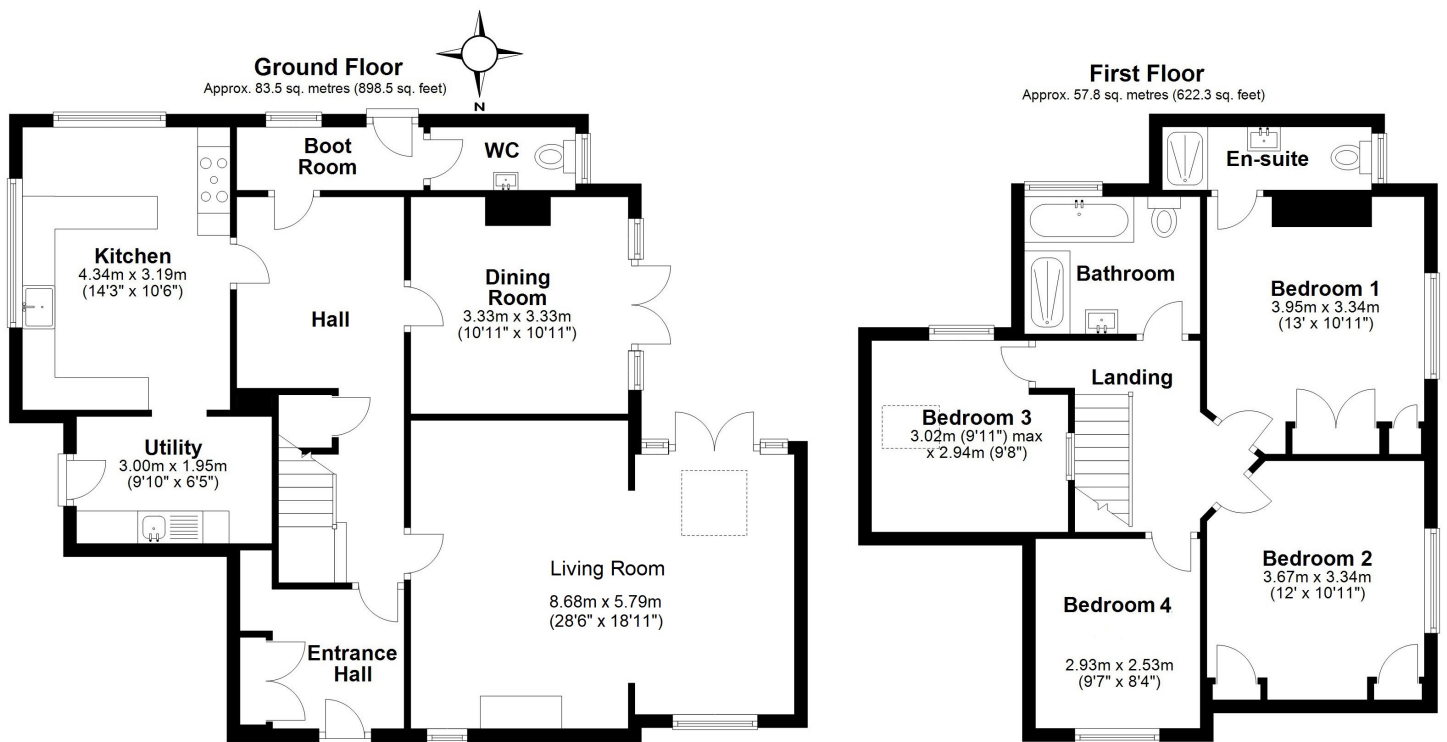 Ground Floor
Approx. 83.5 sq. metres (898.5 sq. feet)
N
Boot
Room
WC
Kitchen
4.34m x 3.19m
(14'3" x 10'6")
Hall
Dining
Room
3.33m x 3.33m
(10'11" x 10'11")
Utility
3.00m x 1.95m
(9'10" x 6'5")
Living Room
8.68m x 5.79m
(28'6" x 18'11")
Entrance
Hall
First Floor
Approx. 57.8 sq. metres (622.3 sq. feet)
En-suite
Bathroom
Bedroom 1
3.95m x 3.34m
(13' x 10'11")
Landing
Bedroom 3
3.02m (9'11") max
x 2.94m (9'8")
Bedroom 2
3.67m x 3.34m
(12' x 10'11")
Bedroom 4
2.93m x 2.53m
(9'7" x 8'4")